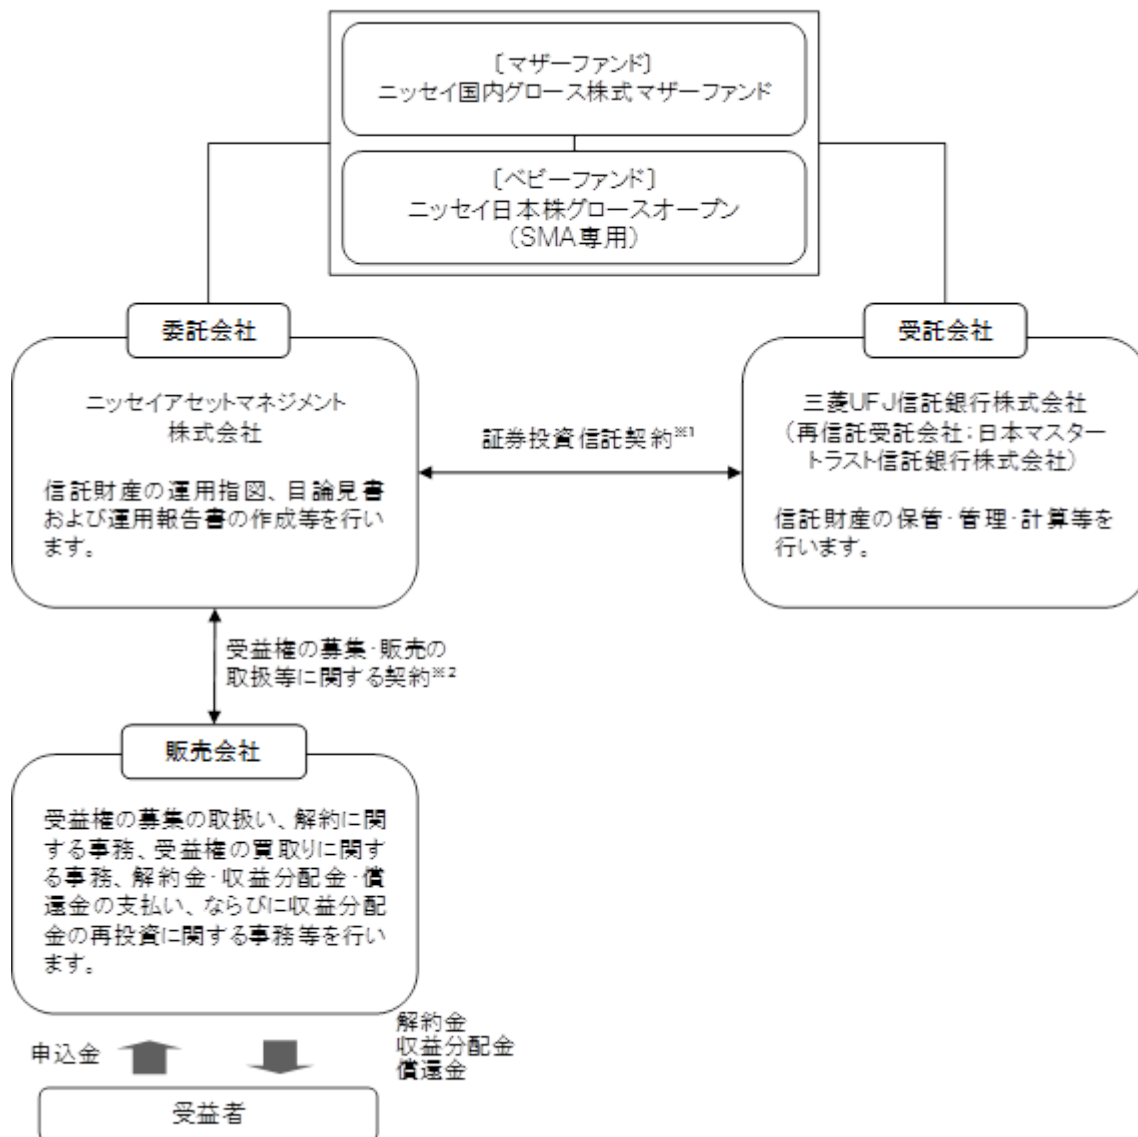 〔マザーファンド〕
ニッセイ国内グロース株式マザーファンド
〔ベビーファンド〕
ニッセイ日本株グロースオープン
（SMA専用）
委託会社
ニッセイアセットマネジメント
株式会社
信託財産の運用指図、目論見書
および運用報告書の作成等を行い
ます。
証券投資信託契約※1
受託会社
三菱UFJ信託銀行株式会社
（再信託受託会社：日本マスター
トラスト信託銀行株式会社）
信託財産の保管・管理・計算等を
行います。
受益権の募集・販売の
取扱等に関する契約※2
販売会社
受益権の募集の取扱い、解約に関
する事務、受益権の買取りに関す
る事務、解約金・収益分配金・償
還金の支払い、ならびに収益分配
金の再投資に関する事務等を行い
ます。
申込金
解約金
収益分配金
償還金
受益者